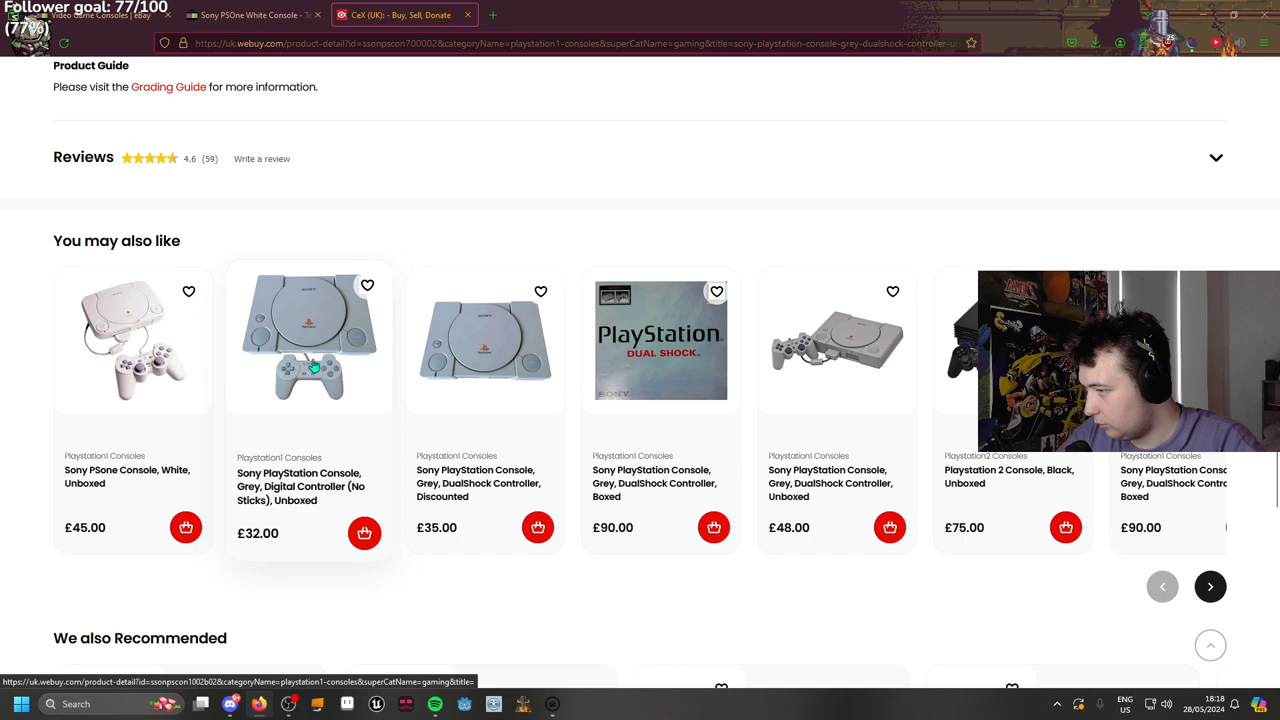 Follower goal: 77/100
(77%)
Video Game Consoles | eBay
Sony PSOne White Console - Te
CeX (UK): - Buy, Sell, Donate
https://uk.webuy.com/product-detail?id=ssonpscon700002&categoryName=playstation1-consoles&superCatName=gaming&title=sony-playstation-console-grey-dualshock-controller-u
25
Product Guide
Please visit the Grading Guide for more information.
Reviews 4.6 (59) Write a review
You may also like
SONY
PlayStation
DUAL SHOCK
SONY
Playstation1 Consoles
Sony PSone Console, White,
Unboxed
£45.00
Playstation1 Consoles
Sony PlayStation Console,
Grey, Digital Controller (No
Sticks), Unboxed
£32.00
Playstation1 Consoles
Sony PlayStation Console,
Grey, DualShock Controller,
Discounted
£35.00
Playstation1 Consoles
Sony PlayStation Console,
Grey, DualShock Controller,
Boxed
£90.00
Playstation1 Consoles
Sony PlayStation Console,
Grey, DualShock Controller,
Unboxed
£48.00
Playstation2 Consoles
Playstation 2 Console, Black,
Unboxed
£75.00
Playstation1 Consoles
Sony PlayStation Conso
Grey, DualShock Contro
Boxed
£90.00
We also Recommended
https://uk.webuy.com/product-detail?id=ssonpscon1002b02&categoryName=playstation1-consoles&superCatName=gaming&title=
Search
ENG
US
18:18
28/05/2024